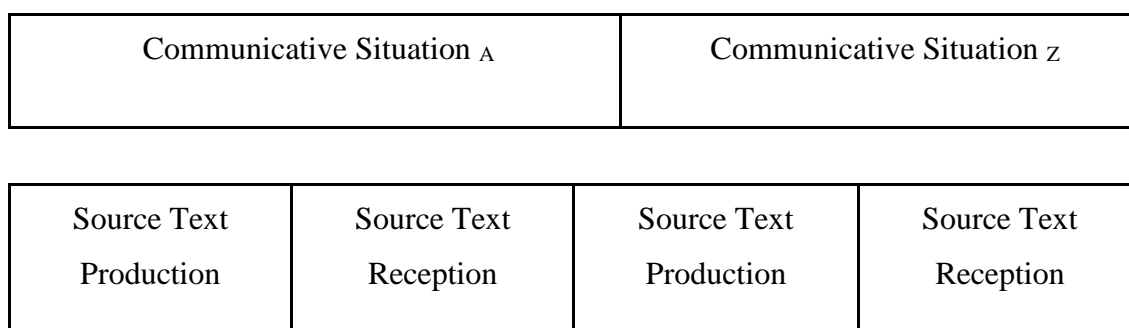 Communicative Situation A
Communicative Situation Z
Source Text
Production
Source Text
Reception
Source Text
Production
Source Text
Reception